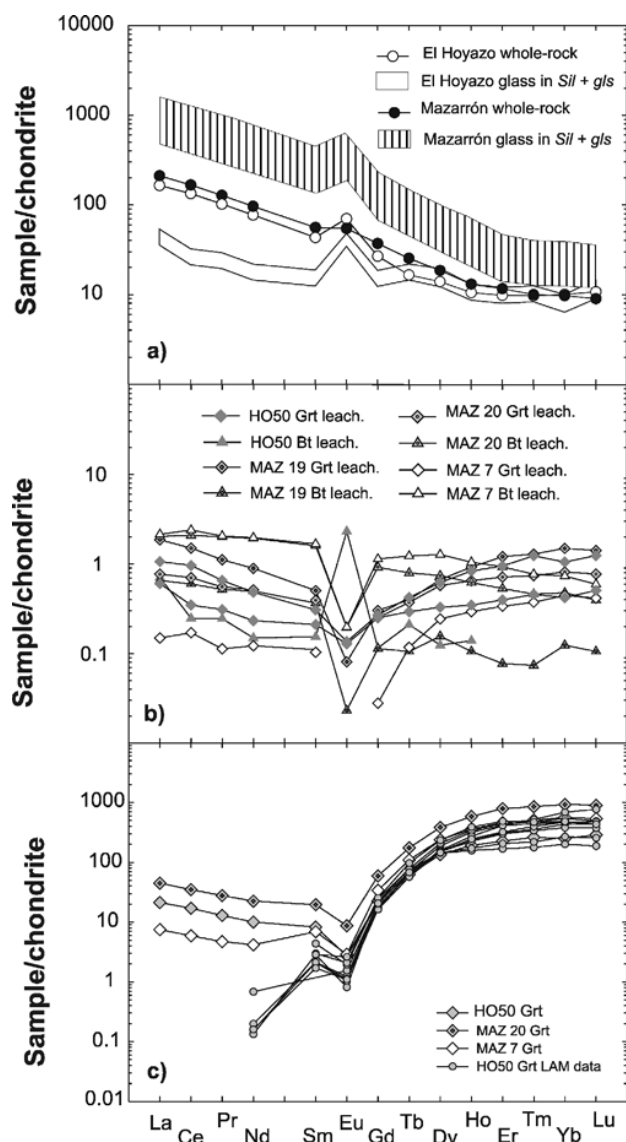 10000
1000
100
10
Sample/chondrite
El Hoyazo whole-rock
El Hoyazo glass in Sil + gls
Mazarrón whole-rock
Mazarrón glass in Sil + gls
a)
10
1
0.1
Sample/chondrite
HO50 Grt leach.
HO50 Bt leach.
MAZ 19 Grt leach.
MAZ 19 Bt leach.
MAZ 20 Grt leach.
MAZ 20 Bt leach.
MAZ 7 Grt leach.
MAZ 7 Bt leach.
b)
1000
100
10
1
0.1
0.01
Sample/chondrite
HO50 Grt
MAZ 20 Grt
MAZ 7 Grt
HO50 Grt LAM data
c)
La Ce Pr Nd Sm Eu Gd Tb Dy Ho Er Tm Yb Lu